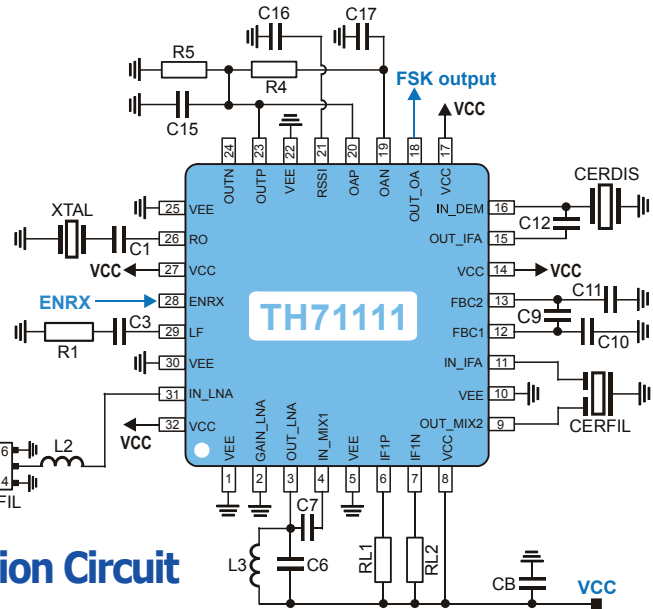 C16
C17
R5
R4
FSK output
C15
VCC
24
23
22
21
20
19
18
17
OUTN
OUTP
VEE
RSSI
OAP
OAN
OUT_OA
VCC
CERDIS
XTAL
25 VEE
IN_DEM 16
C12
C1
26 RO
OUT_IFA 15
VCC
27 VCC
VCC 14
VCC
ENRX
28 ENRX
TH71111
FBC2 13
C11
C9
R1
C3
29 LF
FBC1 12
C10
30 VEE
IN_IFA 11
31 IN_LNA
VEE 10
CERFIL
VCC
32 VCC
OUT_MIX2 9
6
L2
4
FIL
VEE
GAIN_LNA
OUT_LNA
IN_MIX1
VEE
IF1P
IF1N
VCC
1
2
3
4
5
6
7
8
C7
L3
C6
RL1
RL2
CB
VCC
ion Circuit